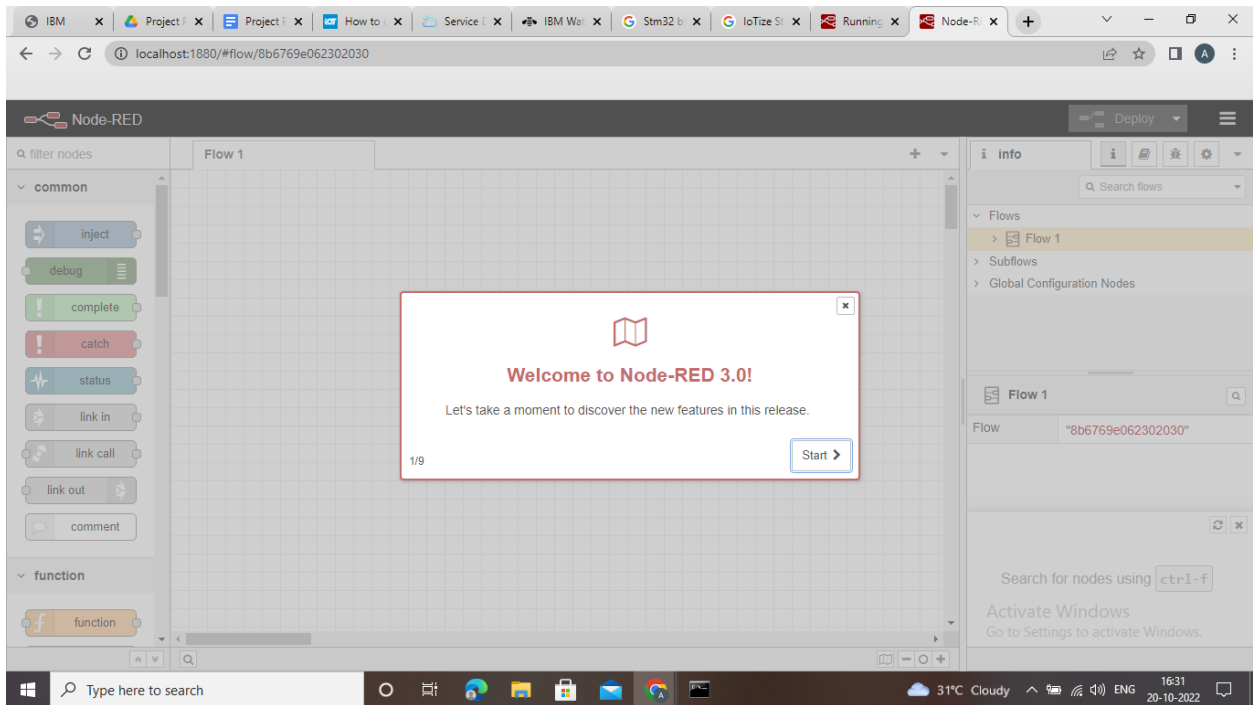 IBM
Project F
Project F
How to
Service D
IBM Wat
Stm32 b
IoTize St
Running
Node-R
localhost:1880/#flow/8b6769e062302030
A
Node-RED
Deploy
filter nodes
Flow 1
i info
i
common
Search flows
inject
Flows
Flow 1
debug
Subflows
Global Configuration Nodes
complete
catch
Welcome to Node-RED 3.0!
status
Flow 1
Let's take a moment to discover the new features in this release.
link in
Flow "8b6769e062302030"
link call
Start
1/9
link out
comment
function
Search for nodes using ctrl-f
function
Activate Windows
Go to Settings to activate Windows.
Type here to search
31°C Cloudy
ENG
16:31
20-10-2022